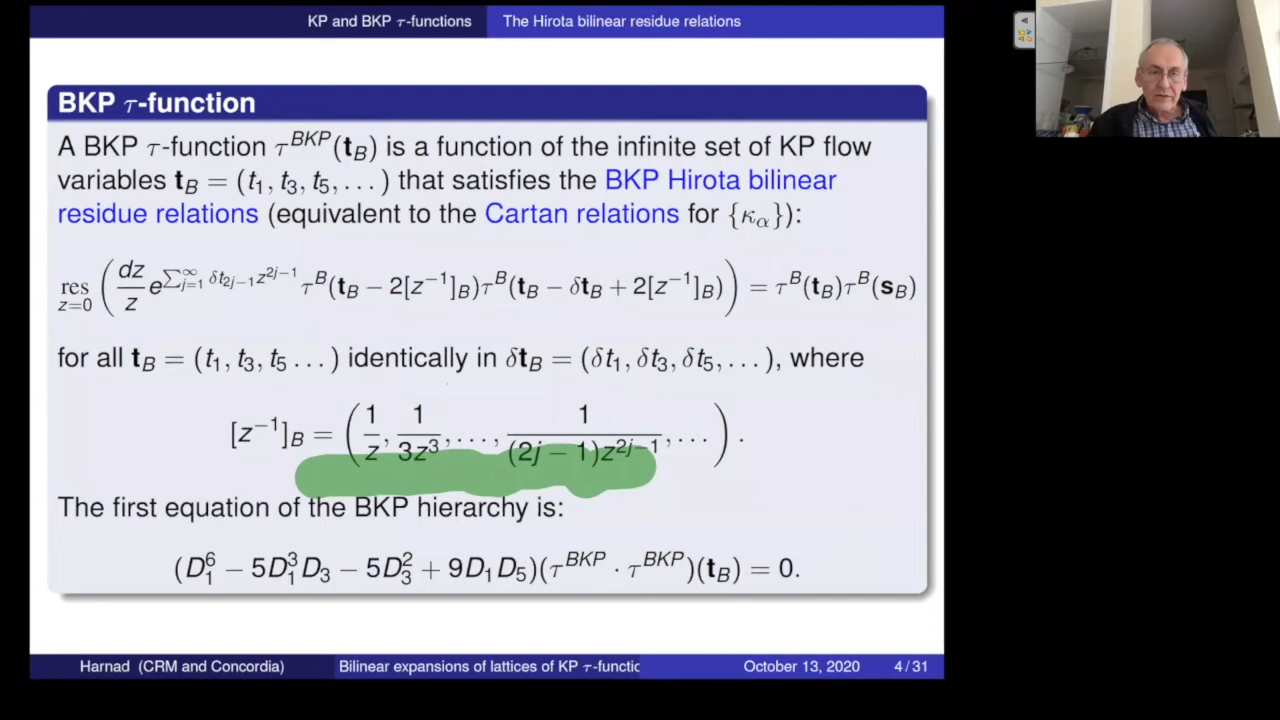 KP and BKP τ-functions The Hirota bilinear residue relations
BKP τ-function
A BKP τ-function τ^{BKP}(t_B) is a function of the infinite set of KP flow
variables t_B = (t_1, t_3, t_5, . . . ) that satisfies the BKP Hirota bilinear
residue relations (equivalent to the Cartan relations for {κ_α}):
res_{z=0} ( dz/z e^{∑_{j=1}^{∞} δt_{2j−1} z^{2j−1}} τ^B(t_B − 2[z^{−1}]_B) τ^B(t_B − δt_B + 2[z^{−1}]_B) ) = τ^B(t_B) τ^B(s_B)
for all t_B = (t_1, t_3, t_5 . . . ) identically in δt_B = (δt_1, δt_3, δt_5, . . . ), where
[z^{−1}]_B = ( 1/z, 1/3z^3, . . . , 1/(2j − 1)z^{2j−1}, . . . ) .
The first equation of the BKP hierarchy is:
(D_1^6 − 5D_1^3 D_3 − 5D_3^2 + 9D_1 D_5)(τ^{BKP} · τ^{BKP})(t_B) = 0.
Harnad (CRM and Concordia) Bilinear expansions of lattices of KP τ-functic October 13, 2020 4 / 31